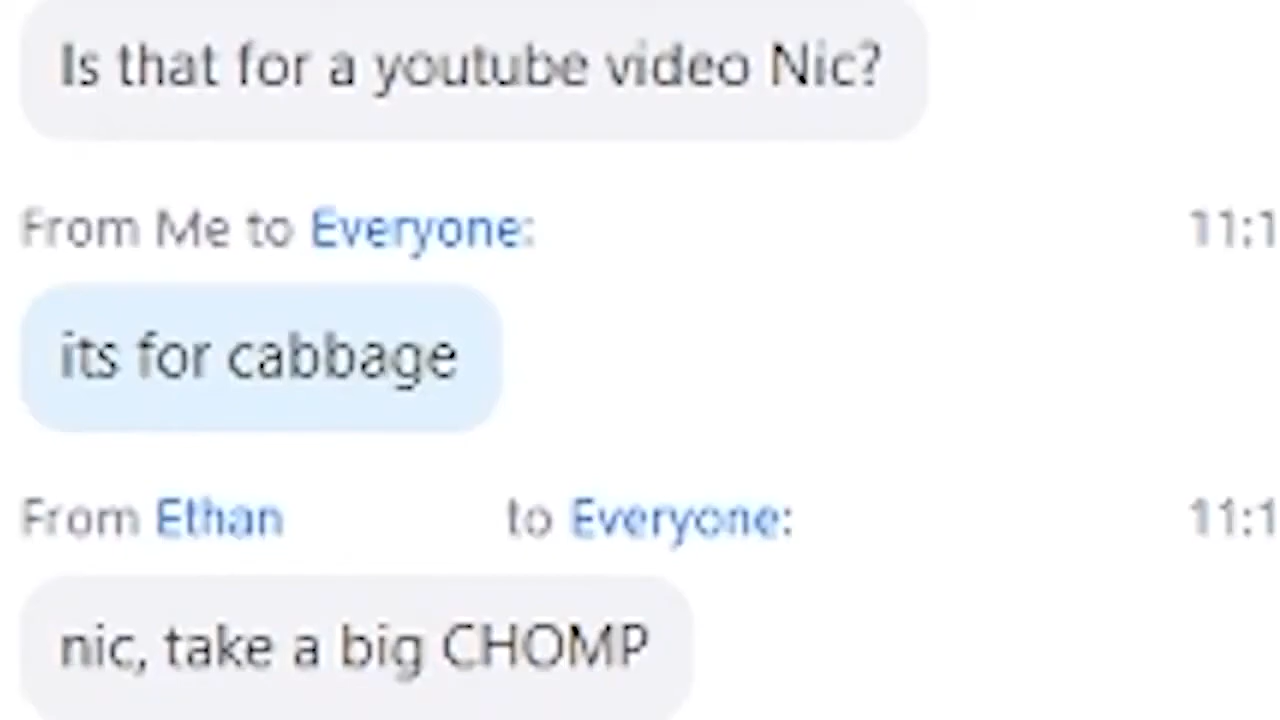 Is that for a youtube video Nic?
From Me to Everyone: 11:1
its for cabbage
From Ethan to Everyone: 11:1
nic, take a big CHOMP